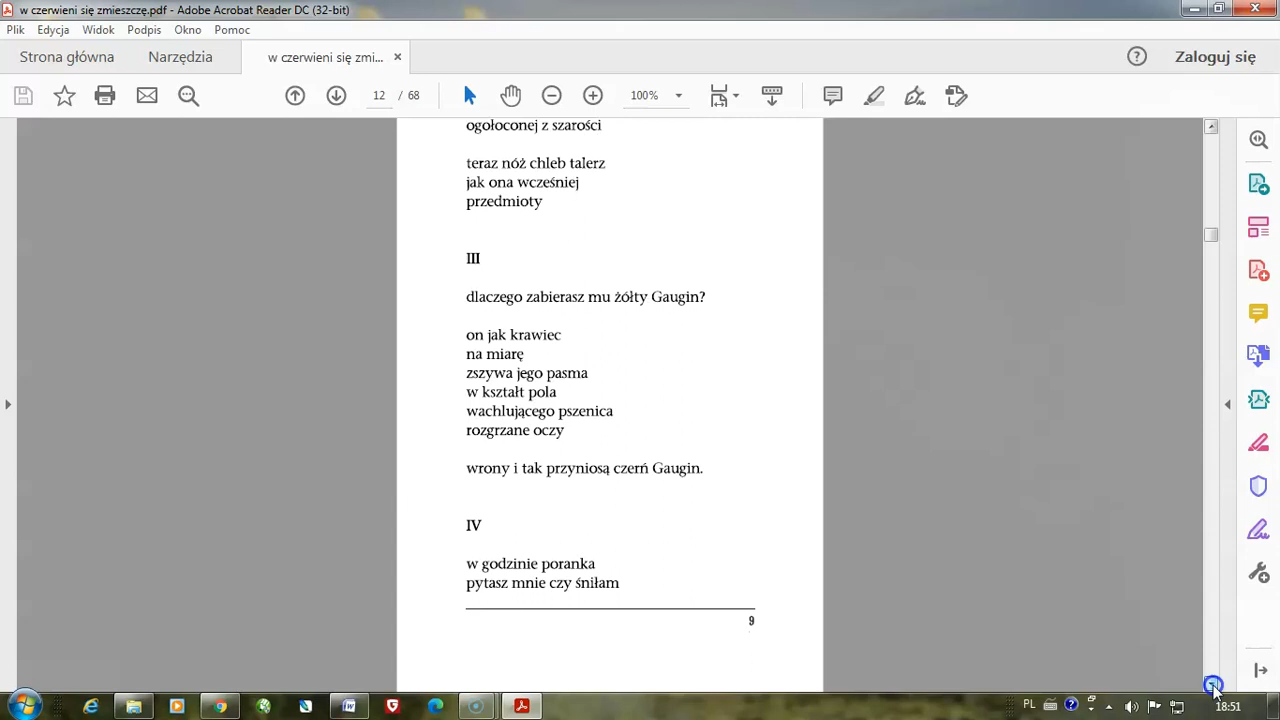 w czerwieni się zmieszczę.pdf - Adobe Acrobat Reader DC (32-bit)
Plik Edycja Widok Podpis Okno Pomoc
Strona główna Narzędzia w czerwieni się zmi... Zaloguj się
12 / 68 100%
ogołoconej z szarości
teraz nóż chleb talerz
jak ona wcześniej
przedmioty
III
dlaczego zabierasz mu żółty Gaugin?
on jak krawiec
na miarę
zszywa jego pasma
w kształt pola
wachlującego pszenica
rozgrzane oczy
wrony i tak przyniosą czerń Gaugin.
IV
w godzinie poranka
pytasz mnie czy śniłam
9
PL 18:51